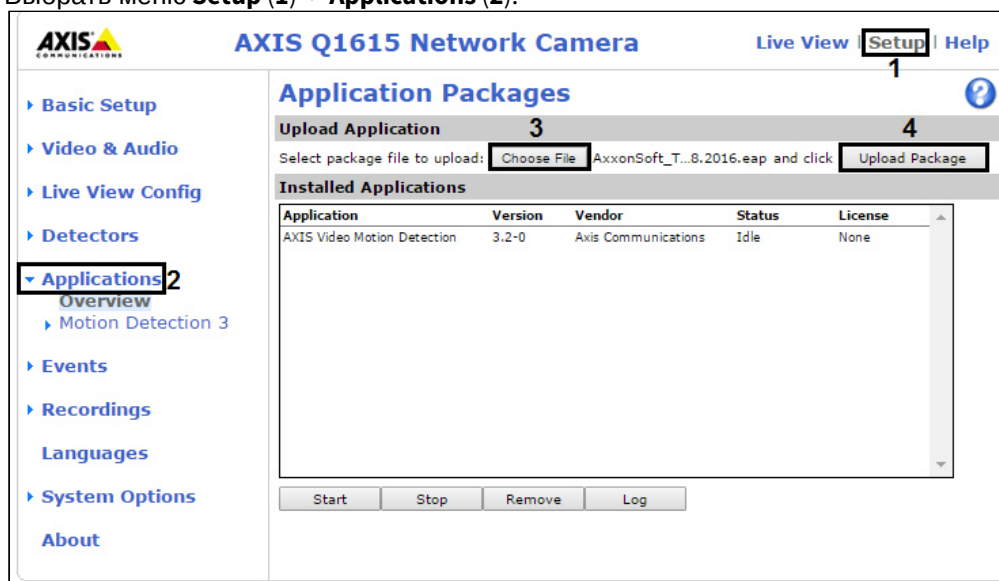 Выбрать меню Setup (1) → Applications (2).
AXIS
COMMUNICATIONS
AXIS Q1615 Network Camera
Live View | Setup | Help
1
Basic Setup
Video & Audio
Live View Config
Detectors
Applications 2
Overview
Motion Detection 3
Events
Recordings
Languages
System Options
About
Application Packages
?
Upload Application 3 4
Select package file to upload: Choose File AxxonSoft_T...8.2016.eap and click Upload Package
Installed Applications
Application Version Vendor Status License
AXIS Video Motion Detection 3.2-0 Axis Communications Idle None
Start Stop Remove Log